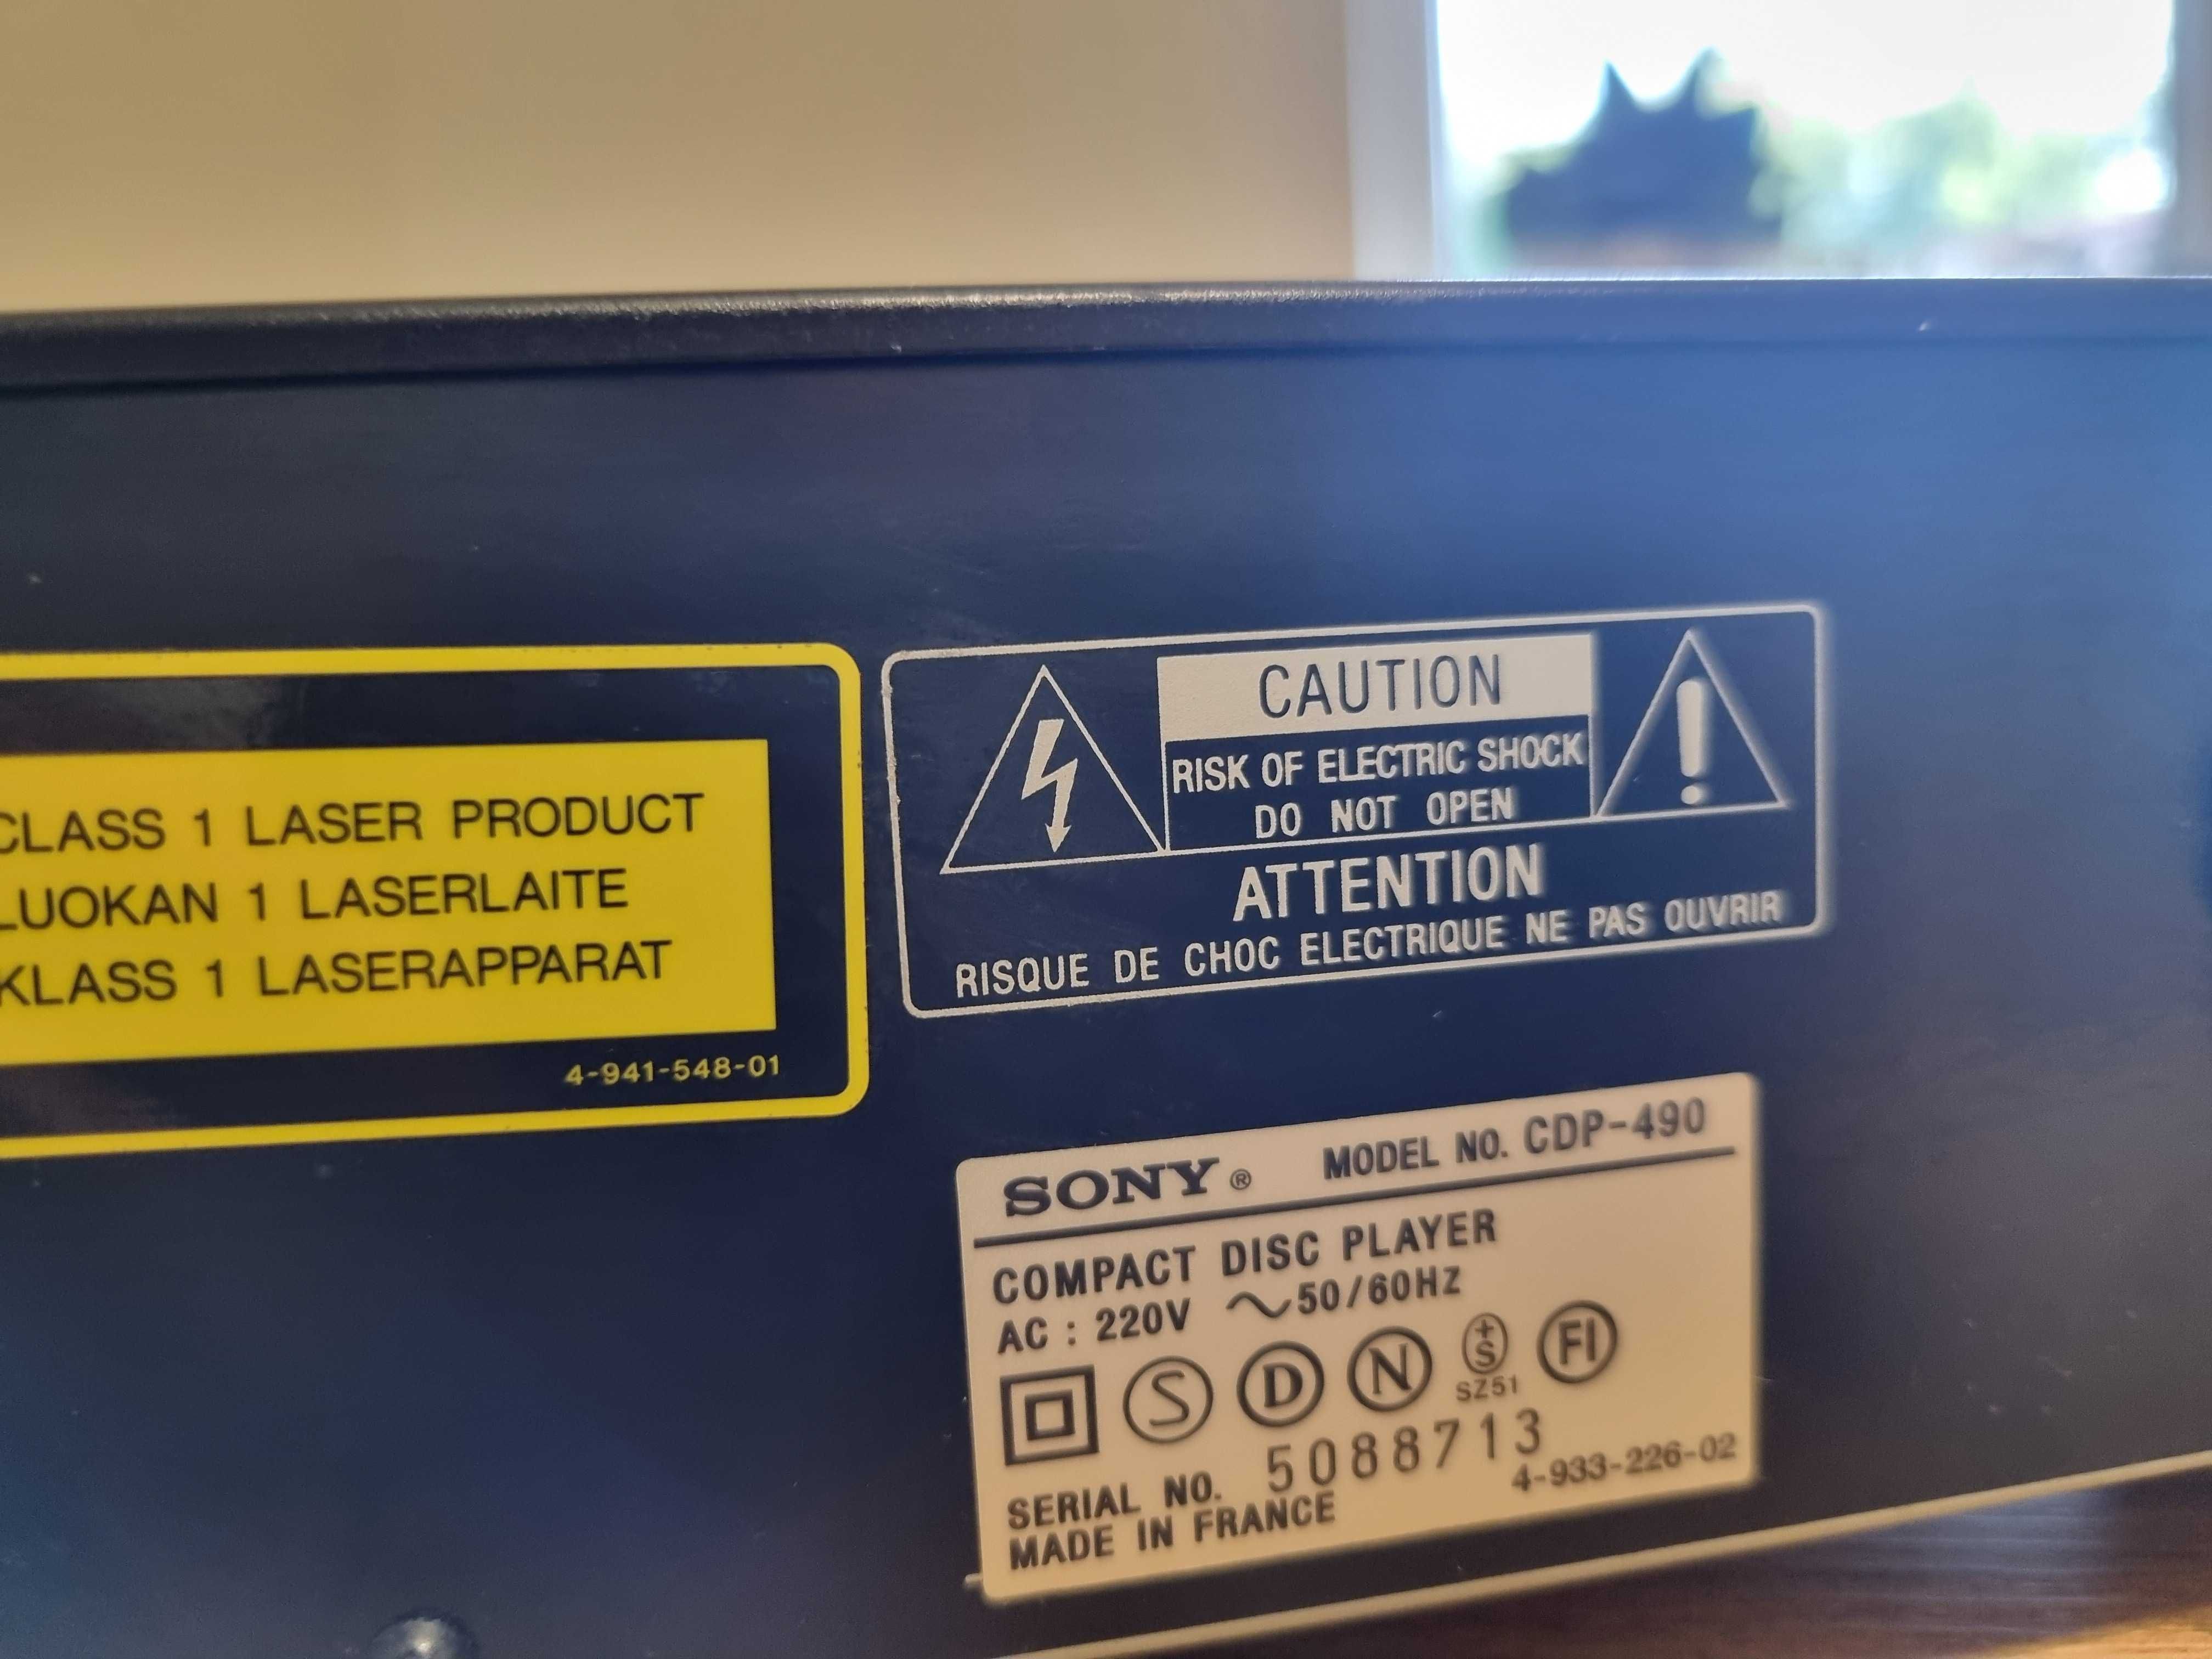 CLASS 1 LASER PRODUCT
LUOKAN 1 LASERLAITE
KLASS 1 LASERAPPARAT
4-941-548-01
CAUTION
RISK OF ELECTRIC SHOCK
DO NOT OPEN
ATTENTION
RISQUE DE CHOC ELECTRIQUE NE PAS OUVRIR
SONY ® MODEL NO. CDP-490
COMPACT DISC PLAYER
AC : 220V ~50/60HZ
S D N +S FI
SZ51
SERIAL NO. 5088713
MADE IN FRANCE 4-933-226-02